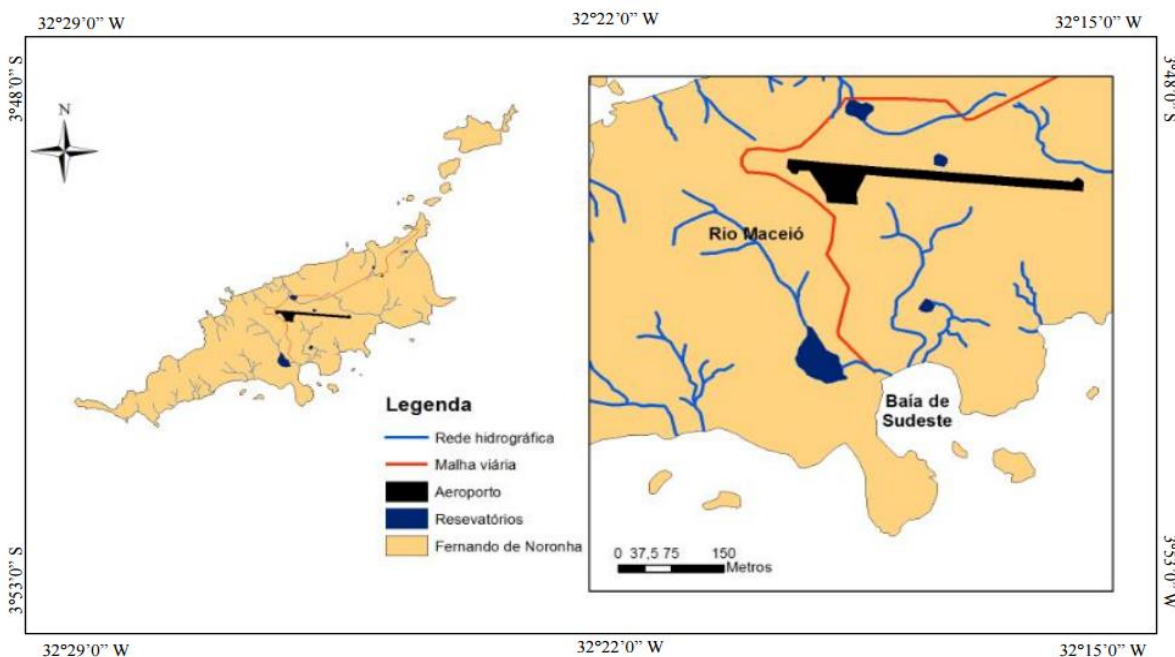 32°29’0’’ W
32°22’0’’ W
32°15’0’’ W
3°48’0’’ S
3°48’0’’S
N
Rio Maceió
Baía de
Sudeste
Legenda
Rede hidrográfica
Malha viária
Aeroporto
Resevatórios
Fernando de Noronha
0 37,5 75 150
Metros
3°53’0’’ S
3°53’0’’ W
32°29’0’’ W
32°22’0’’ W
32°15’0’’ W